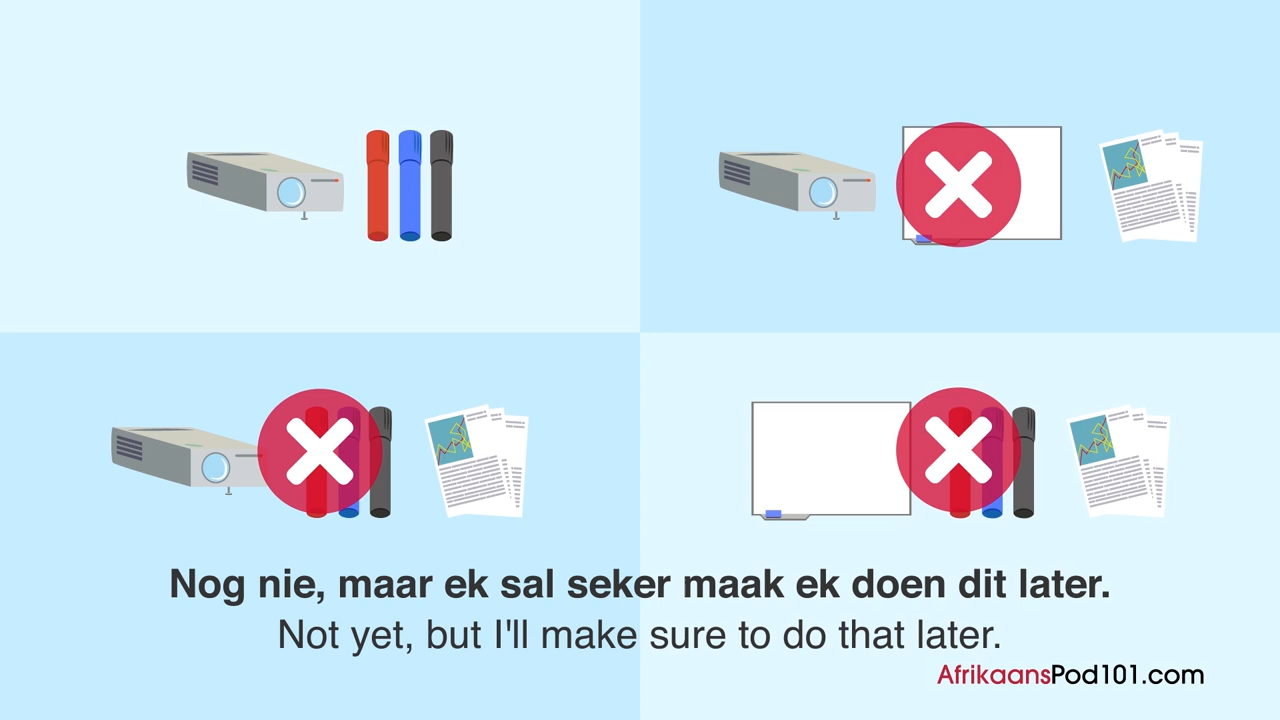 Nog nie, maar ek sal seker maak ek doen dit later.
Not yet, but I'll make sure to do that later.
AfrikaansPod101.com